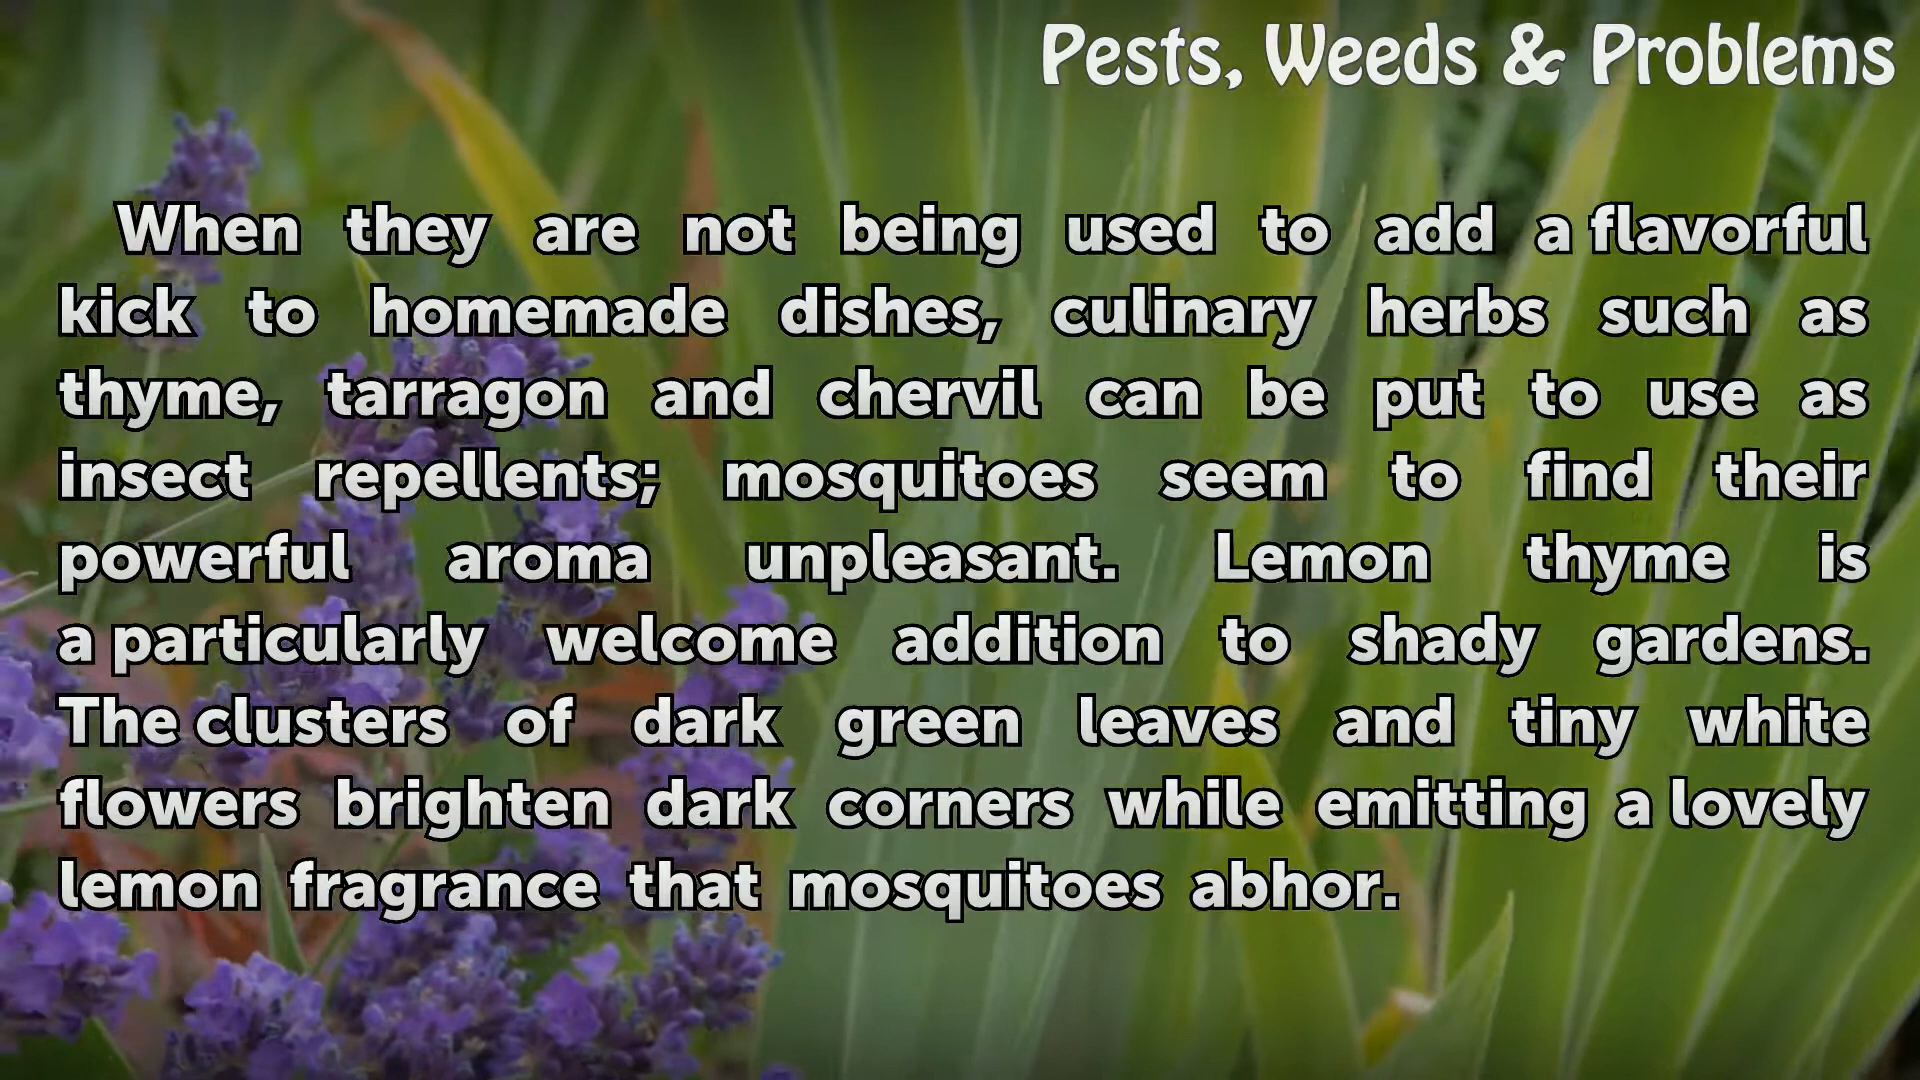 Pests, Weeds & Problems
When they are not being used to add a flavorful
kick to homemade dishes, culinary herbs such as
thyme, tarragon and chervil can be put to use as
insect repellents; mosquitoes seem to find their
powerful aroma unpleasant. Lemon thyme is
a particularly welcome addition to shady gardens.
The clusters of dark green leaves and tiny white
flowers brighten dark corners while emitting a lovely
lemon fragrance that mosquitoes abhor.